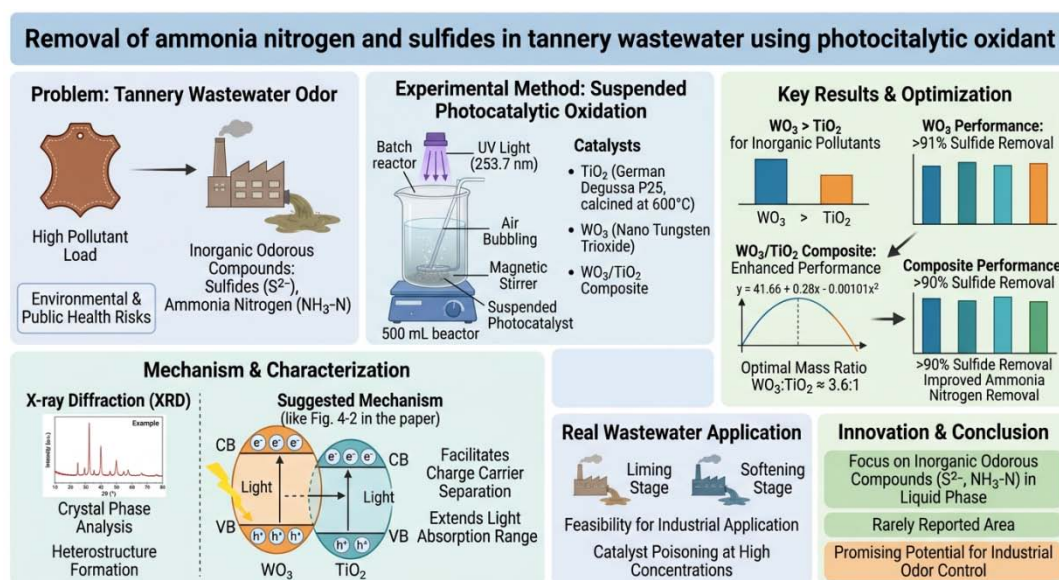 Removal of ammonia nitrogen and sulfides in tannery wastewater using photocitalytic oxidant
Problem: Tannery Wastewater Odor
High Pollutant
Load
Environmental &
Public Health Risks
Inorganic Odorous
Compounds:
Sulfides (S²⁻),
Ammonia Nitrogen (NH₃-N)
Experimental Method: Suspended
Photocatalytic Oxidation
Batch
reactor
UV Light
(253.7 nm)
Air
Bubbling
Magnetic
Stirrer
Suspended
Photocatalyst
500 mL beactor
Catalysts
• TiO₂ (German
Degussa P25,
calcined at 600°C)
• WO₃ (Nano Tungsten
Trioxide)
• WO₃/TiO₂
Composite
Key Results & Optimization
WO₃ > TiO₂
for Inorganic Pollutants
WO₃ > TiO₂
WO₃ Performance:
>91% Sulfide Removal
WO₃/TiO₂ Composite:
Enhanced Performance
y = 41.66 + 0.28x - 0.00101x²
Optimal Mass Ratio
WO₃:TiO₂ ≈ 3.6:1
Composite Performance:
>90% Sulfide Removal
>90% Sulfide Removal
Improved Ammonia
Nitrogen Removal
Mechanism & Characterization
X-ray Diffraction (XRD)
Example
Intensity (a.u.)
2θ (°)
Crystal Phase
Analysis
Heterostructure
Formation
Suggested Mechanism
(like Fig. 4-2 in the paper)
CB
e⁻ e⁻ e⁻
e⁻ e⁻ e⁻
CB
Light
Light
VB
h⁺ h⁺ h⁺
h⁺ h⁺
VB
WO₃
TiO₂
Facilitates
Charge Carrier
Separation
Extends Light
Absorption Range
Real Wastewater Application
Liming
Stage
Softening
Stage
Feasibility for Industrial Application
Catalyst Poisoning at High
Concentrations
Innovation & Conclusion
Focus on Inorganic Odorous
Compounds (S²⁻, NH₃-N) in
Liquid Phase
Rarely Reported Area
Promising Potential for Industrial
Odor Control